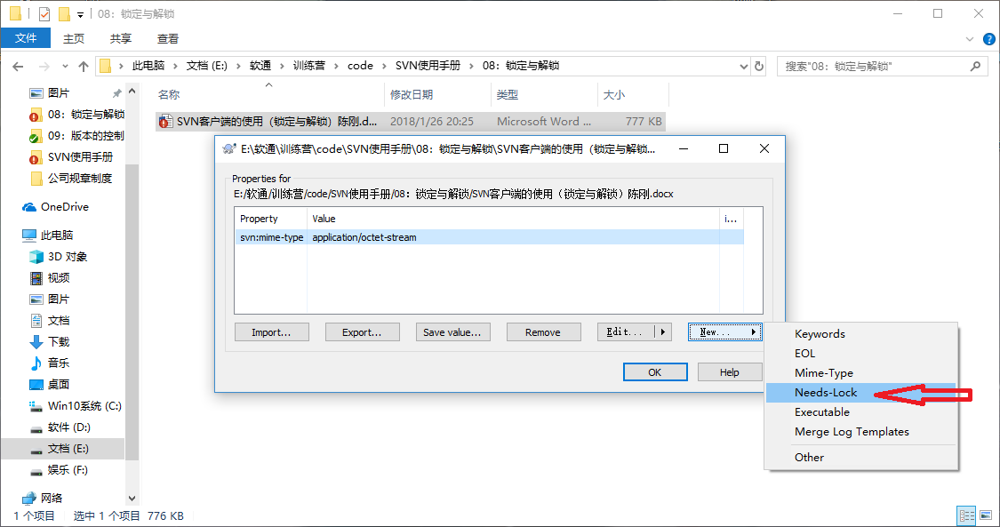 08：锁定与解锁
文件 主页 共享 查看
此电脑 文档 (E:) 软通 训练营 code SVN使用手册 08：锁定与解锁
搜索"08：锁定与解锁"
图片
08：锁定与解锁
09：版本的控制
SVN使用手册
公司规章制度
OneDrive
此电脑
3D 对象
视频
图片
文档
下载
音乐
桌面
Win10系统 (C:)
软件 (D:)
文档 (E:)
娱乐 (F:)
网络
名称 修改日期 类型 大小
SVN客户端的使用（锁定与解锁）陈刚.d... 2018/1/26 20:25 Microsoft Word ... 777 KB
E:\软通\训练营\code\SVN使用手册\08：锁定与解锁\SVN客户端的使用（锁定与解锁...
Properties for
E:/软通/训练营/code/SVN使用手册/08：锁定与解锁/SVN客户端的使用（锁定与解锁）陈刚.docx
Property Value i...
svn:mime-type application/octet-stream
Import... Export... Save value... Remove Edit... New...
OK Help
Keywords
EOL
Mime-Type
Needs-Lock
Executable
Merge Log Templates
Other
1 个项目 选中 1 个项目 776 KB